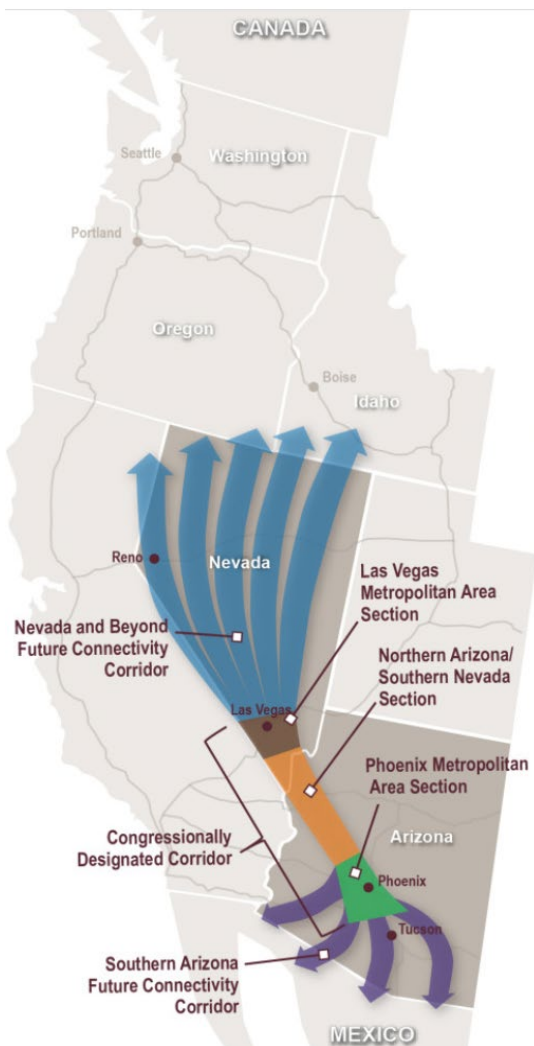 CANADA
Seattle
Washington
Portland
Oregon
Boise
Idaho
Reno
Nevada
Las Vegas
Metropolitan Area
Section
Nevada and Beyond
Future Connectivity
Corridor
Northern Arizona/
Southern Nevada
Section
Las Vegas
Phoenix Metropolitan
Area Section
Congressionally
Designated Corridor
Arizona
Phoenix
Tucson
Southern Arizona
Future Connectivity
Corridor
MEXICO